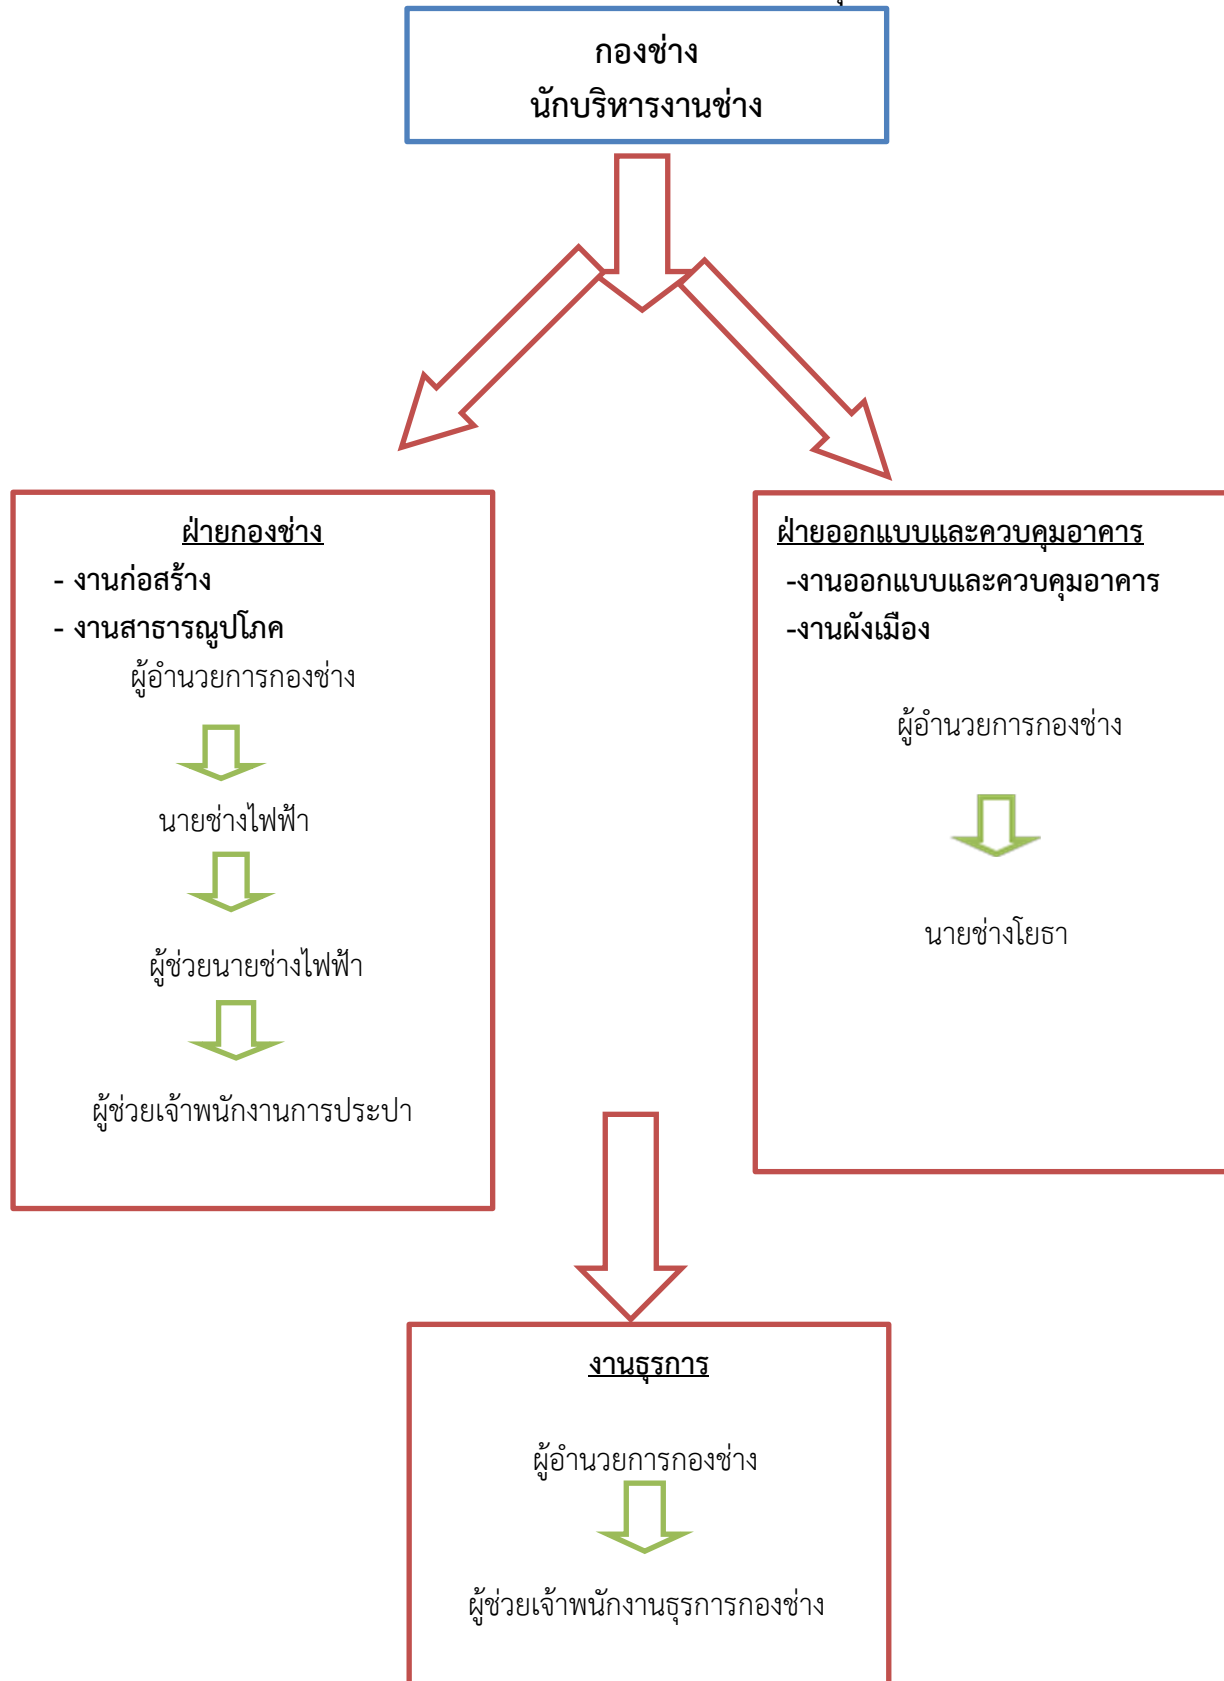 กองช่าง
นักบริหารงานช่าง
ฝ่ายกองช่าง
- งานก่อสร้าง
- งานสาธารณูปโภค
ผู้อำนวยการกองช่าง
นายช่างไฟฟ้า
ผู้ช่วยนายช่างไฟฟ้า
ผู้ช่วยเจ้าพนักงานการประปา
ฝ่ายออกแบบและควบคุมอาคาร
-งานออกแบบและควบคุมอาคาร
-งานผังเมือง
ผู้อำนวยการกองช่าง
นายช่างโยธา
งานธุรการ
ผู้อำนวยการกองช่าง
ผู้ช่วยเจ้าพนักงานธุรการกองช่าง